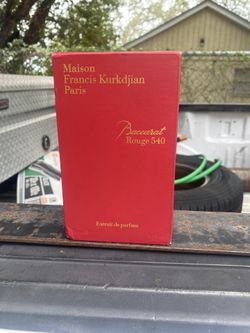 Maison
Francis Kurkdjian
Paris
Baccarat
Rouge 540
Extrait de parfum